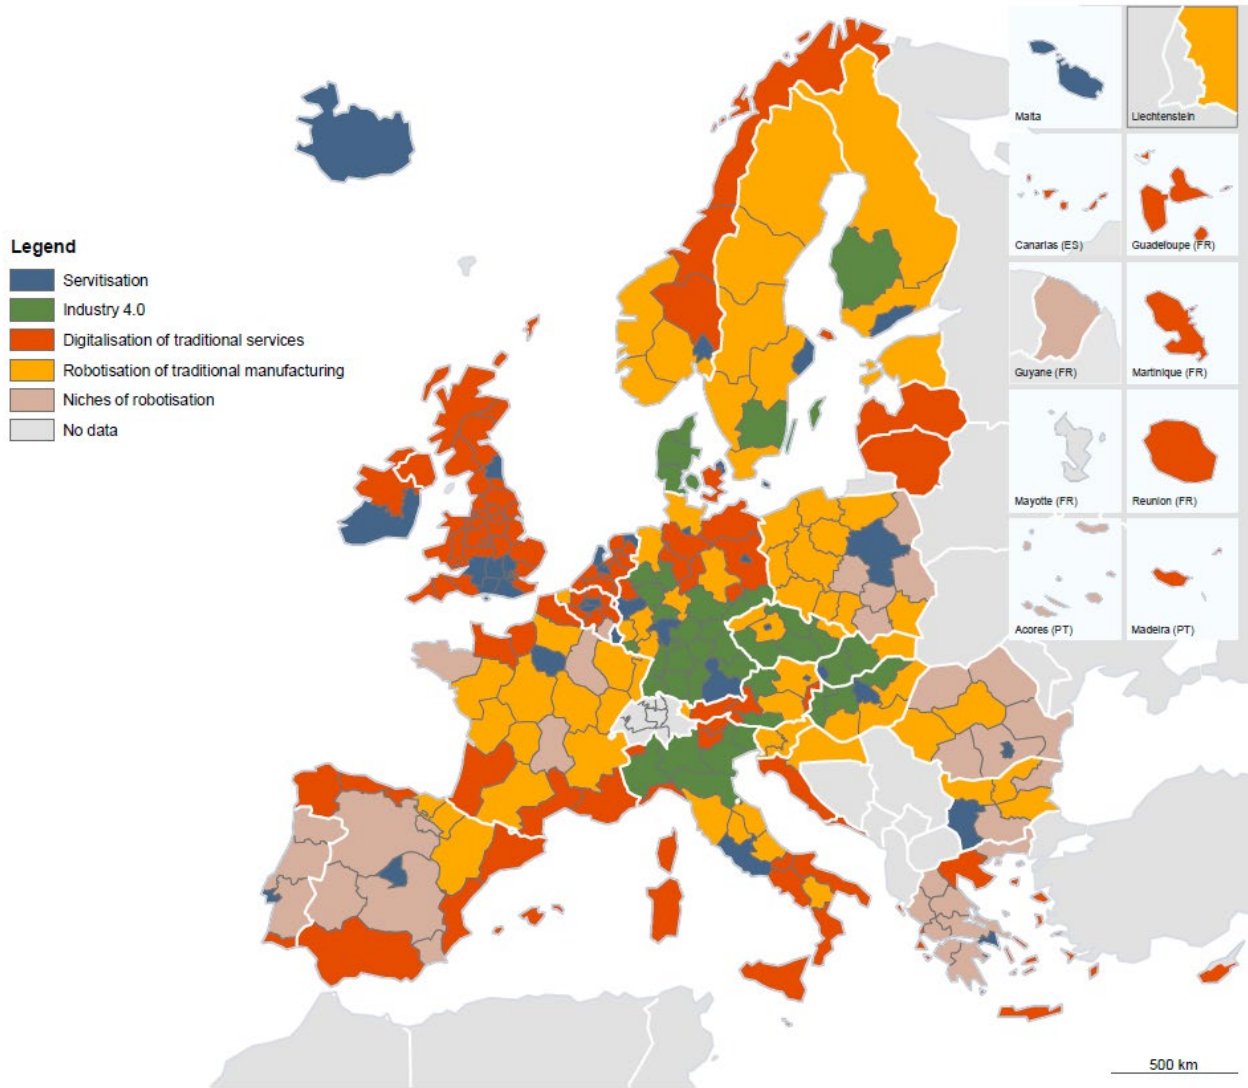 Legend
Servitisation
Industry 4.0
Digitalisation of traditional services
Robotisation of traditional manufacturing
Niches of robotisation
No data
Malta
Liechtenstein
Canarias (ES)
Guadeloupe (FR)
Guyane (FR)
Martinique (FR)
Mayotte (FR)
Reunion (FR)
Acores (PT)
Madeira (PT)
500 km